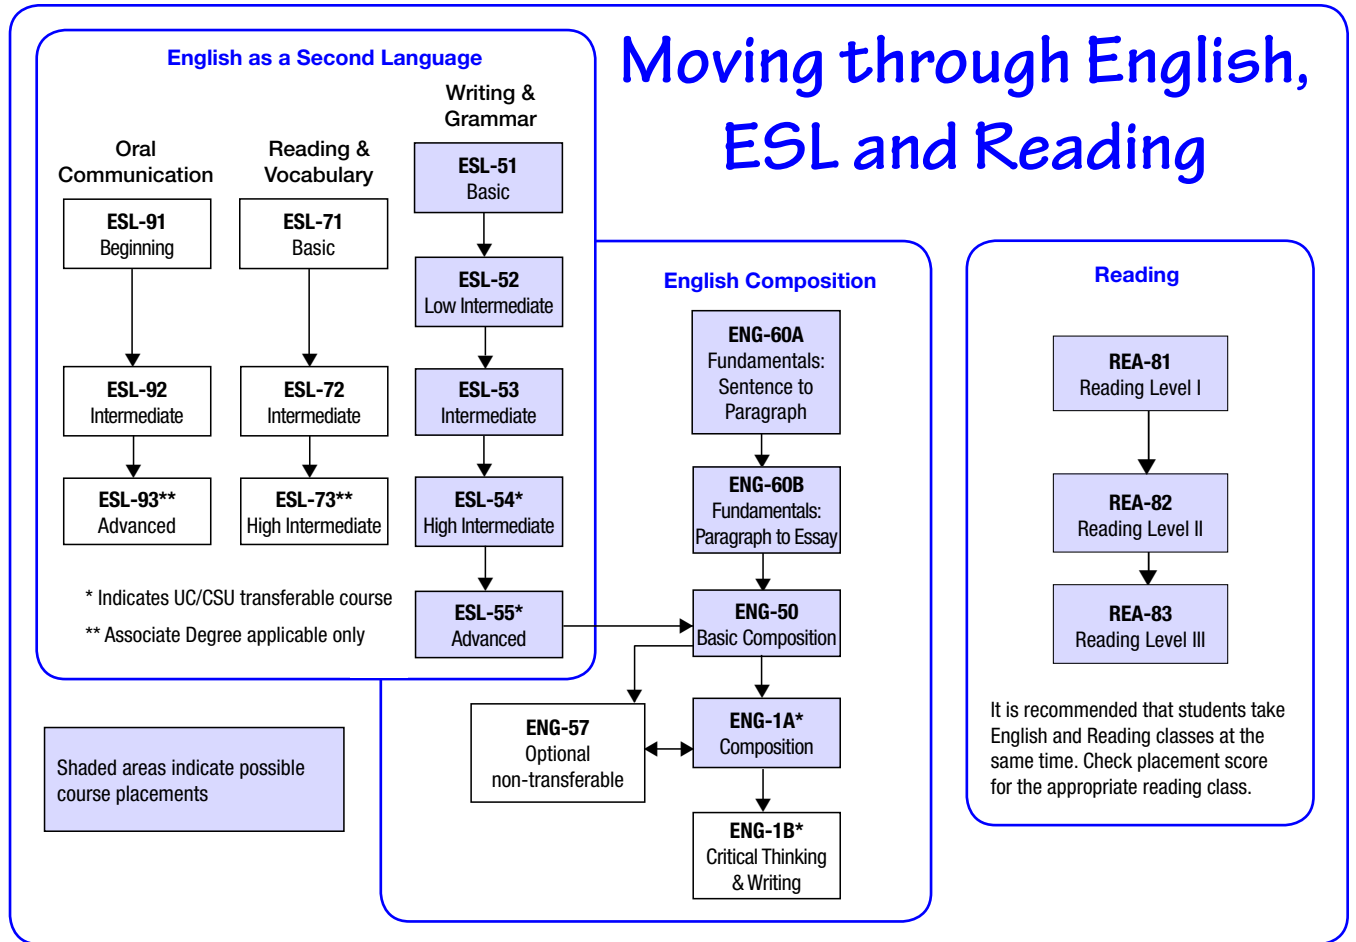 Moving through English,
ESL and Reading
English as a Second Language
Oral
Communication
ESL-91
Beginning
ESL-92
Intermediate
ESL-93**
Advanced
Reading &
Vocabulary
ESL-71
Basic
ESL-72
Intermediate
ESL-73**
High Intermediate
Writing &
Grammar
ESL-51
Basic
ESL-52
Low Intermediate
ESL-53
Intermediate
ESL-54*
High Intermediate
ESL-55*
Advanced
* Indicates UC/CSU transferable course
** Associate Degree applicable only
Shaded areas indicate possible
course placements
English Composition
ENG-60A
Fundamentals:
Sentence to
Paragraph
ENG-60B
Fundamentals:
Paragraph to Essay
ENG-50
Basic Composition
ENG-57
Optional
non-transferable
ENG-1A*
Composition
ENG-1B*
Critical Thinking
& Writing
Reading
REA-81
Reading Level I
REA-82
Reading Level II
REA-83
Reading Level III
It is recommended that students take
English and Reading classes at the
same time. Check placement score
for the appropriate reading class.